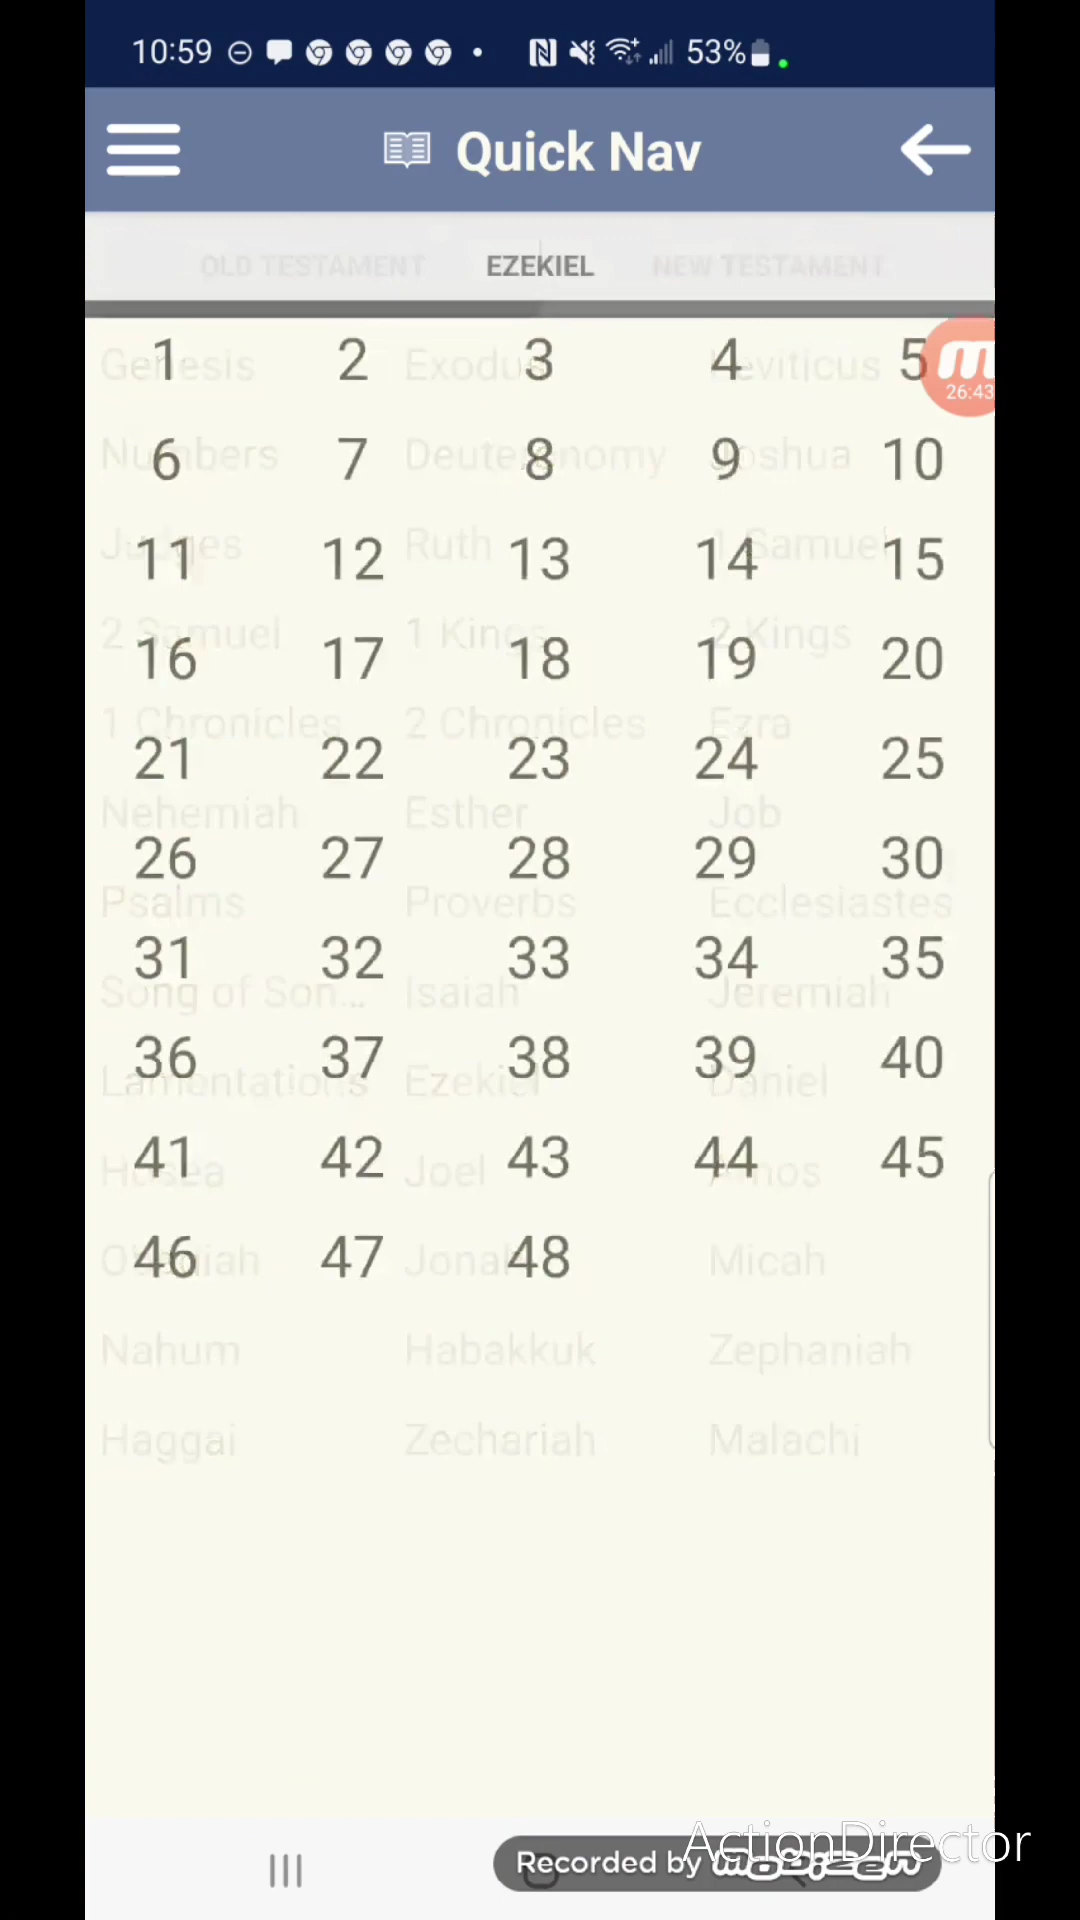 10:59 53%
Quick Nav
OLD TESTAMENT EZEKIEL NEW TESTAMENT
1 2 3 4 5
26:43
Genesis Exodus Leviticus
6 7 8 9 10
Numbers Deuteronomy Joshua
11 12 13 14 15
Judges Ruth 1 Samuel
2 Samuel 1 Kings 2 Kings
16 17 18 19 20
1 Chronicles 2 Chronicles Ezra
21 22 23 24 25
Nehemiah Esther Job
26 27 28 29 30
Psalms Proverbs Ecclesiastes
31 32 33 34 35
Song of Son... Isaiah Jeremiah
36 37 38 39 40
Lamentations Ezekiel Daniel
41 42 43 44 45
Hosea Joel Amos
46 47 48
Obadiah Jonah Micah
Nahum Habakkuk Zephaniah
Haggai Zechariah Malachi
ActionDirector
Recorded by mobizen